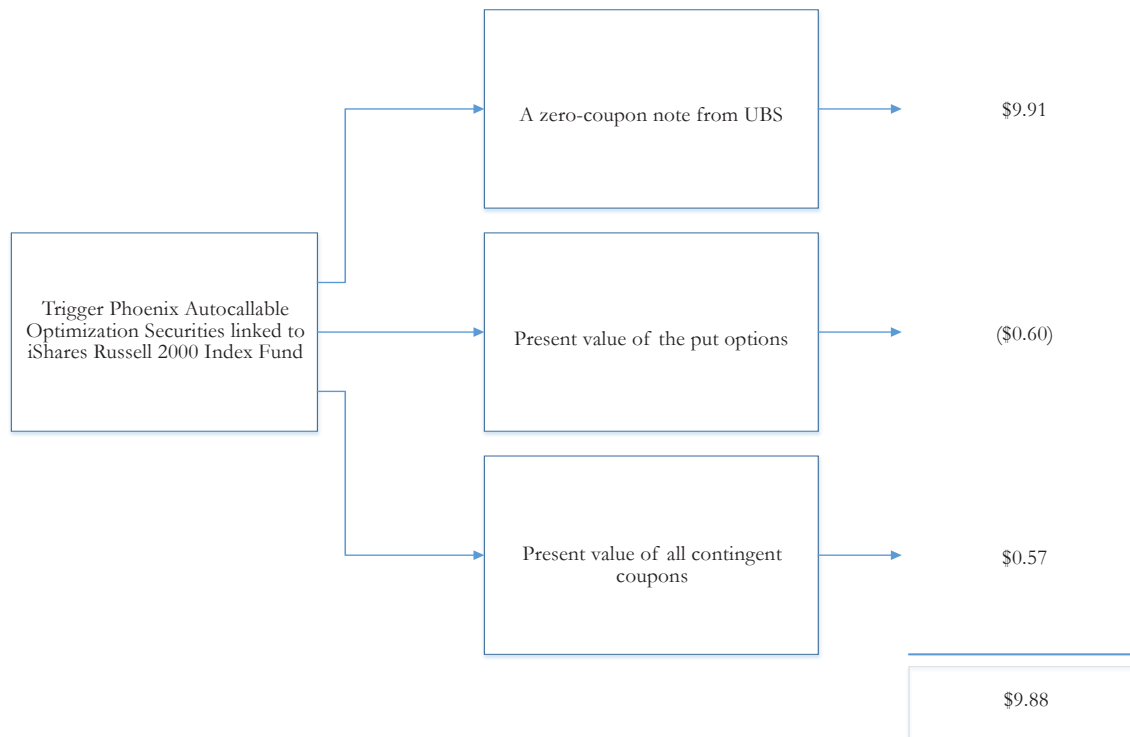 A zero-coupon note from UBS
$9.91
Trigger Phoenix Autocallable
Optimization Securities linked to
iShares Russell 2000 Index Fund
Present value of the put options
($0.60)
Present value of all contingent
coupons
$0.57
$9.88